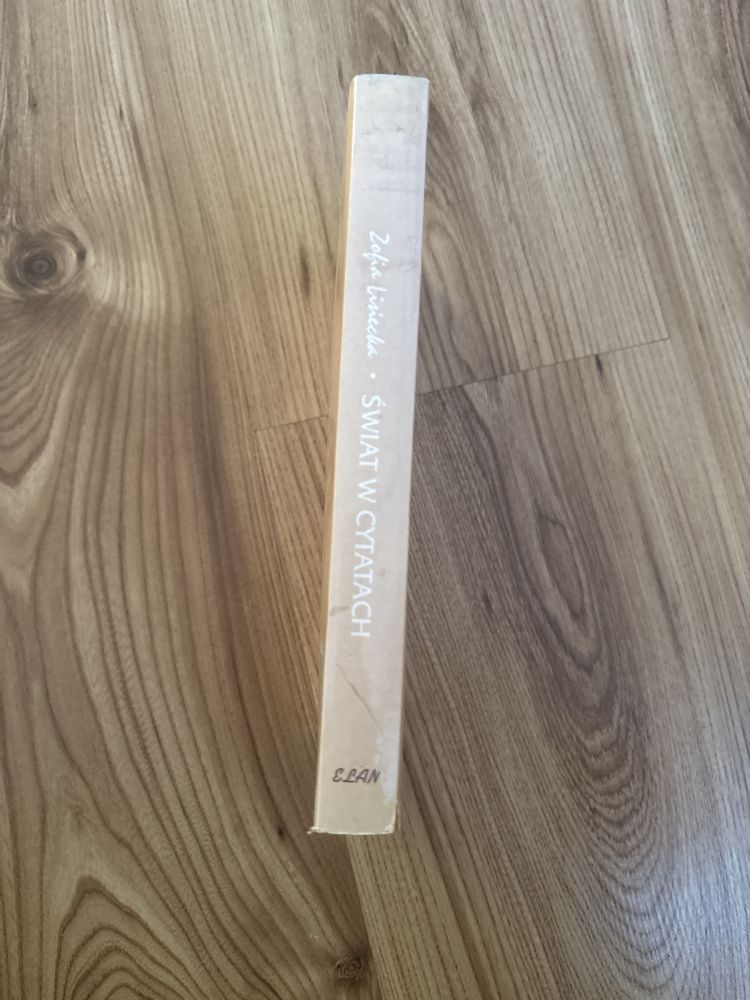 Zofia Lisiecka • ŚWIAT W CYTATACH
ELAN